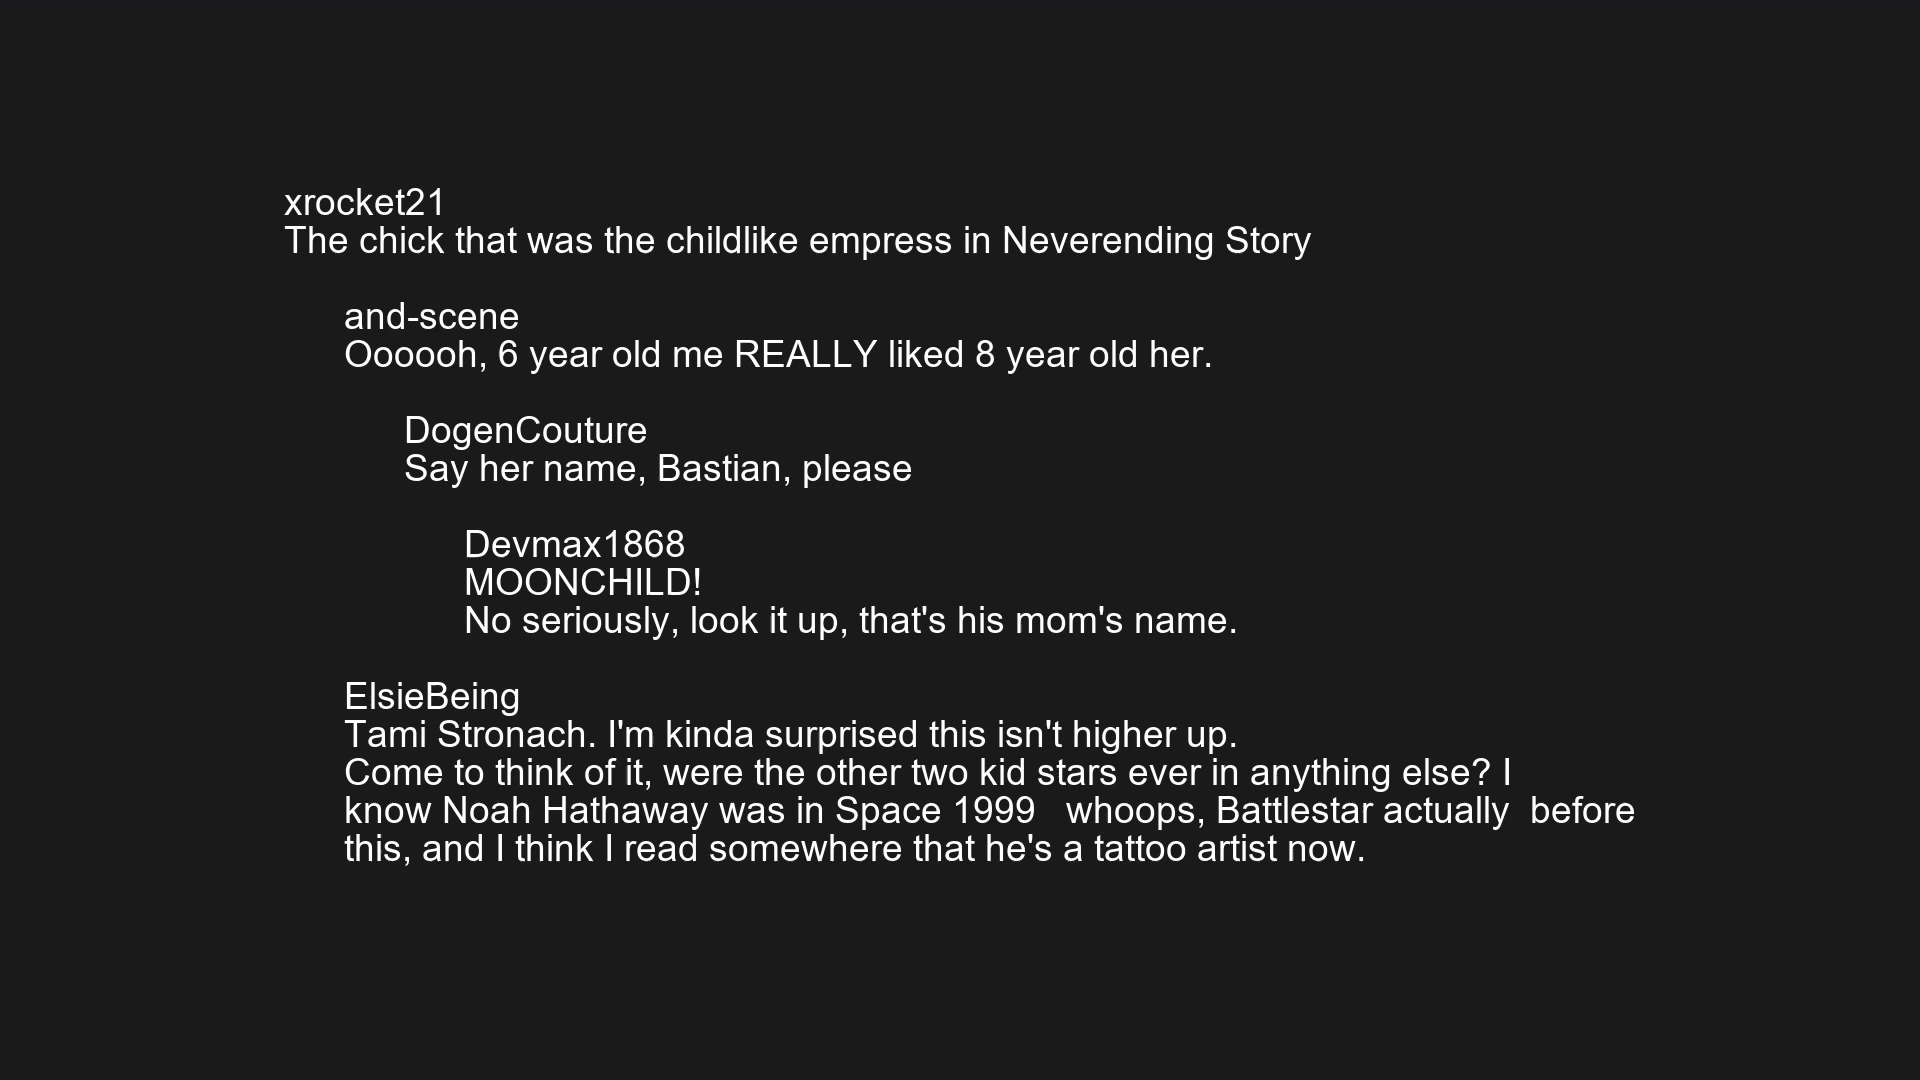 xrocket21
The chick that was the childlike empress in Neverending Story
and-scene
Oooooh, 6 year old me REALLY liked 8 year old her.
DogenCouture
Say her name, Bastian, please
Devmax1868
MOONCHILD!
No seriously, look it up, that's his mom's name.
ElsieBeing
Tami Stronach. I'm kinda surprised this isn't higher up.
Come to think of it, were the other two kid stars ever in anything else? I
know Noah Hathaway was in Space 1999   whoops, Battlestar actually  before
this, and I think I read somewhere that he's a tattoo artist now.